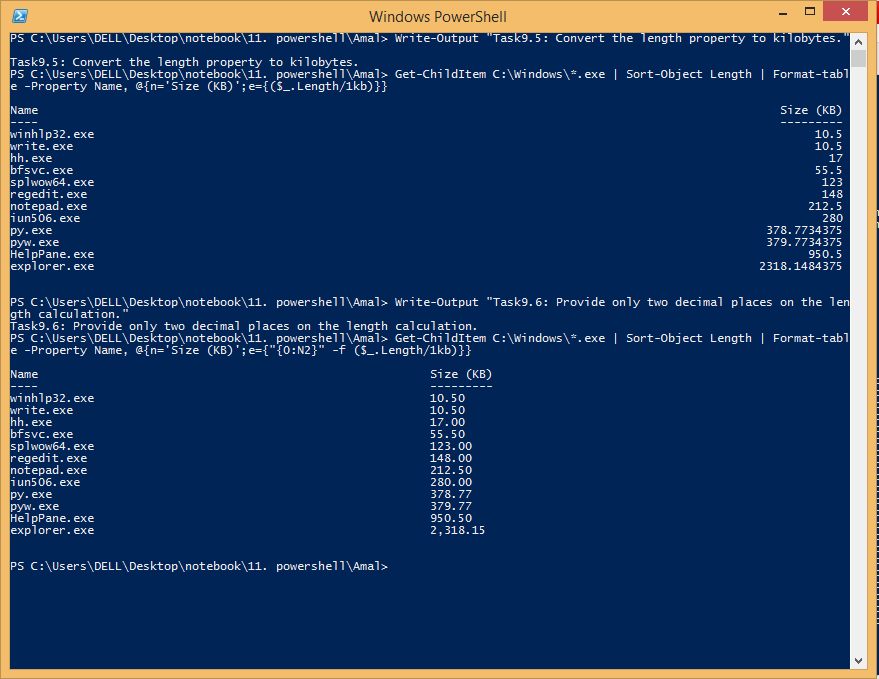 Windows PowerShell
PS C:\Users\DELL\Desktop\notebook\11. powershell\Amal> Write-Output "Task9.5: Convert the length property to kilobytes."
Task9.5: Convert the length property to kilobytes.
PS C:\Users\DELL\Desktop\notebook\11. powershell\Amal> Get-ChildItem C:\Windows\*.exe | Sort-Object Length | Format-tabl
e -Property Name, @{n='Size (KB)';e={($_.Length/1kb)}}
Name Size (KB)
---- ---------
winhlp32.exe 10.5
write.exe 10.5
hh.exe 17
bfsvc.exe 55.5
splwow64.exe 123
regedit.exe 148
notepad.exe 212.5
iun506.exe 280
py.exe 378.7734375
pyw.exe 379.7734375
HelpPane.exe 950.5
explorer.exe 2318.1484375
PS C:\Users\DELL\Desktop\notebook\11. powershell\Amal> Write-Output "Task9.6: Provide only two decimal places on the len
gth calculation."
Task9.6: Provide only two decimal places on the length calculation.
PS C:\Users\DELL\Desktop\notebook\11. powershell\Amal> Get-ChildItem C:\Windows\*.exe | Sort-Object Length | Format-tabl
e -Property Name, @{n='Size (KB)';e={"{0:N2}" -f ($_.Length/1kb)}}
Name Size (KB)
---- ---------
winhlp32.exe 10.50
write.exe 10.50
hh.exe 17.00
bfsvc.exe 55.50
splwow64.exe 123.00
regedit.exe 148.00
notepad.exe 212.50
iun506.exe 280.00
py.exe 378.77
pyw.exe 379.77
HelpPane.exe 950.50
explorer.exe 2,318.15
PS C:\Users\DELL\Desktop\notebook\11. powershell\Amal>